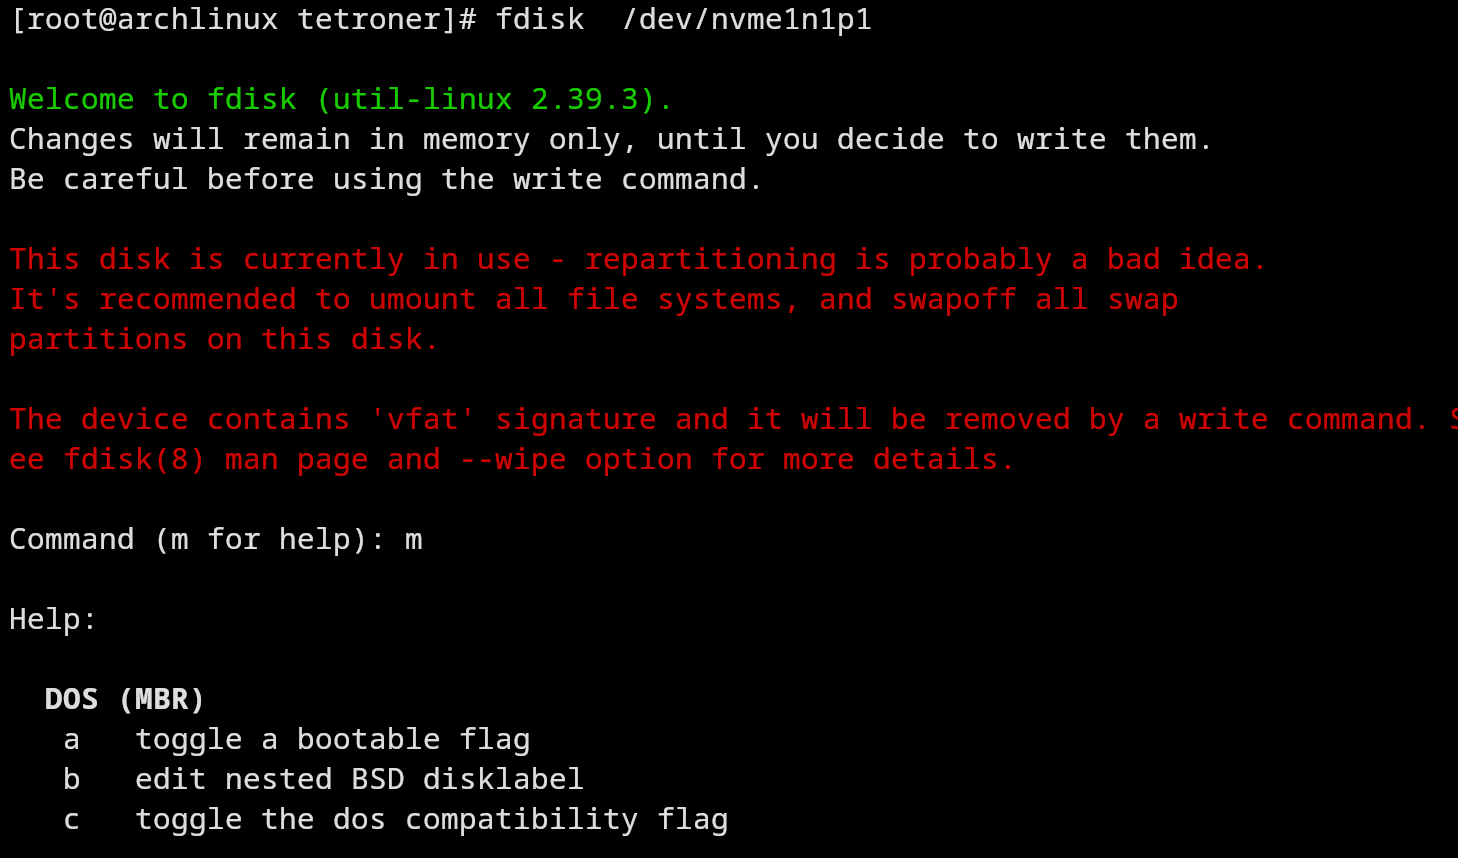 [root@archlinux tetroner]# fdisk  /dev/nvme1n1p1
Welcome to fdisk (util-linux 2.39.3).
Changes will remain in memory only, until you decide to write them.
Be careful before using the write command.
This disk is currently in use - repartitioning is probably a bad idea.
It's recommended to umount all file systems, and swapoff all swap
partitions on this disk.
The device contains 'vfat' signature and it will be removed by a write command. S
ee fdisk(8) man page and --wipe option for more details.
Command (m for help): m
Help:
DOS (MBR)
a   toggle a bootable flag
b   edit nested BSD disklabel
c   toggle the dos compatibility flag